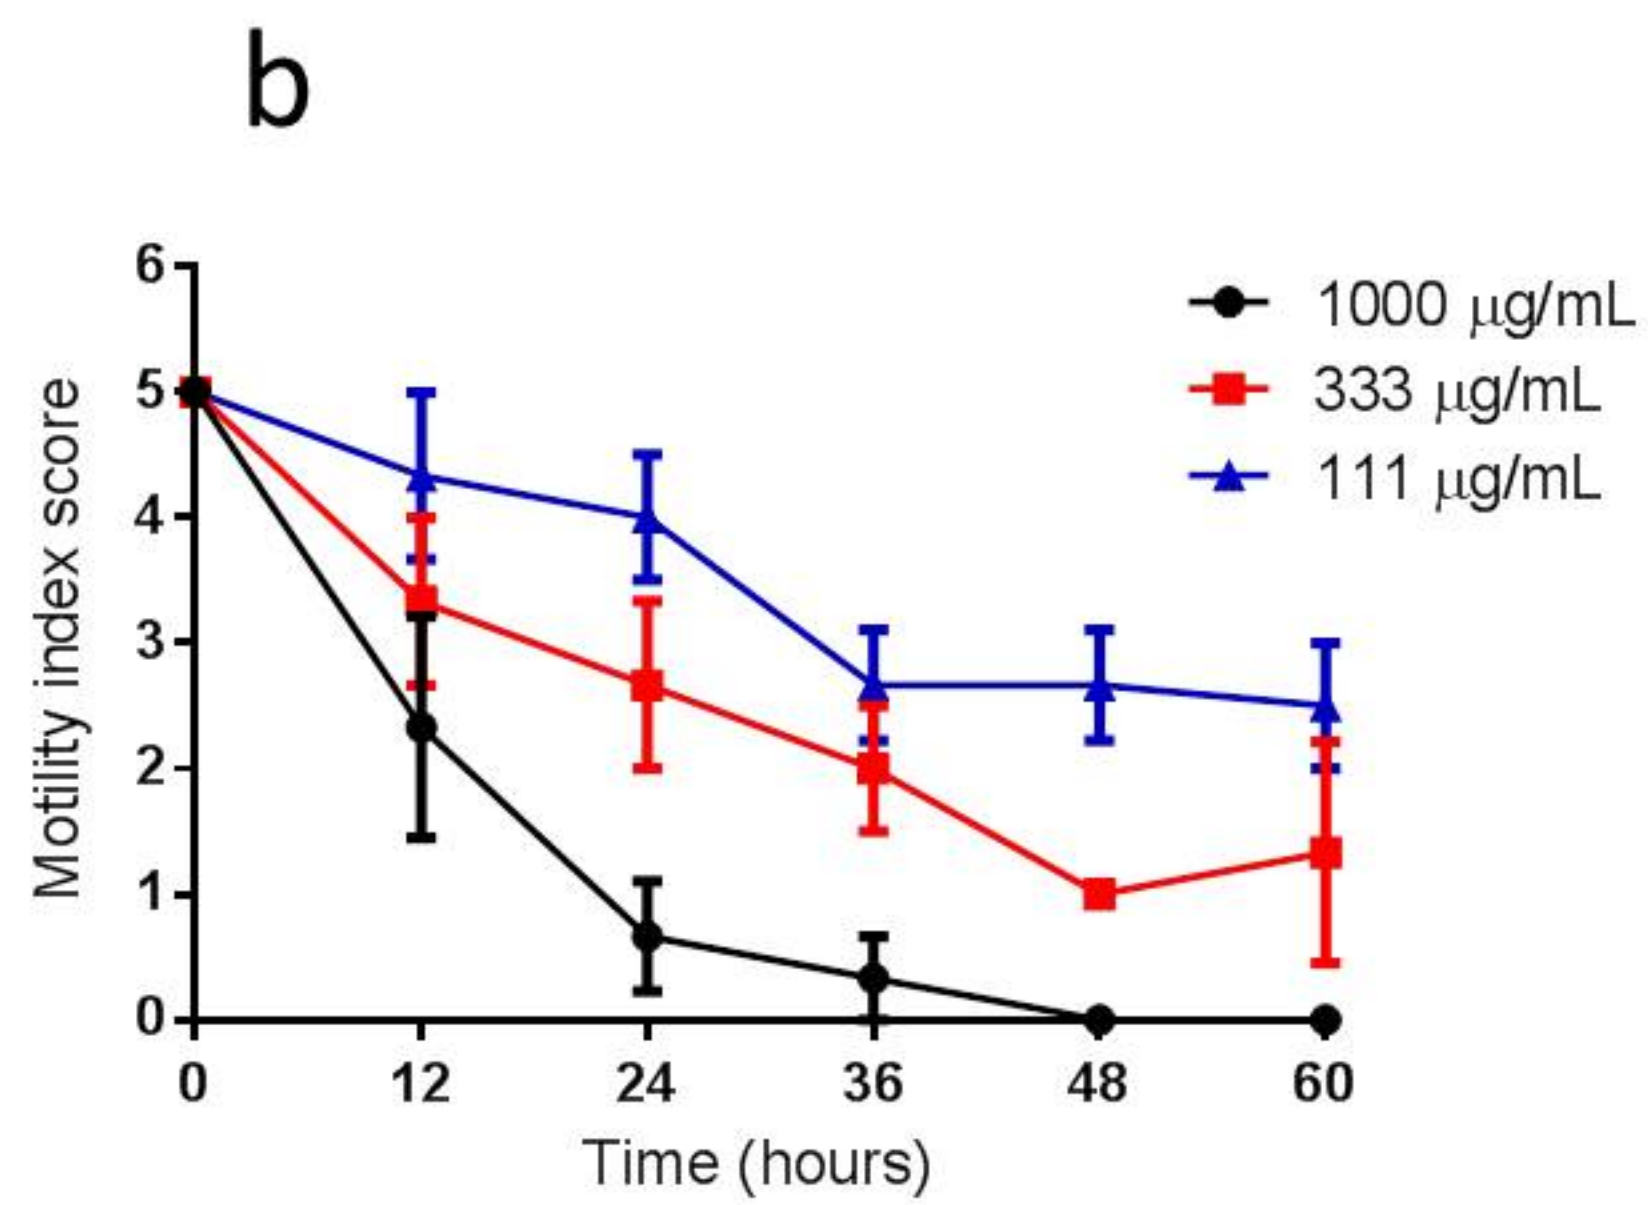 b
6
5
4
3
2
1
0
Motility index score
0 12 24 36 48 60
Time (hours)
1000 μg/mL
333 μg/mL
111 μg/mL